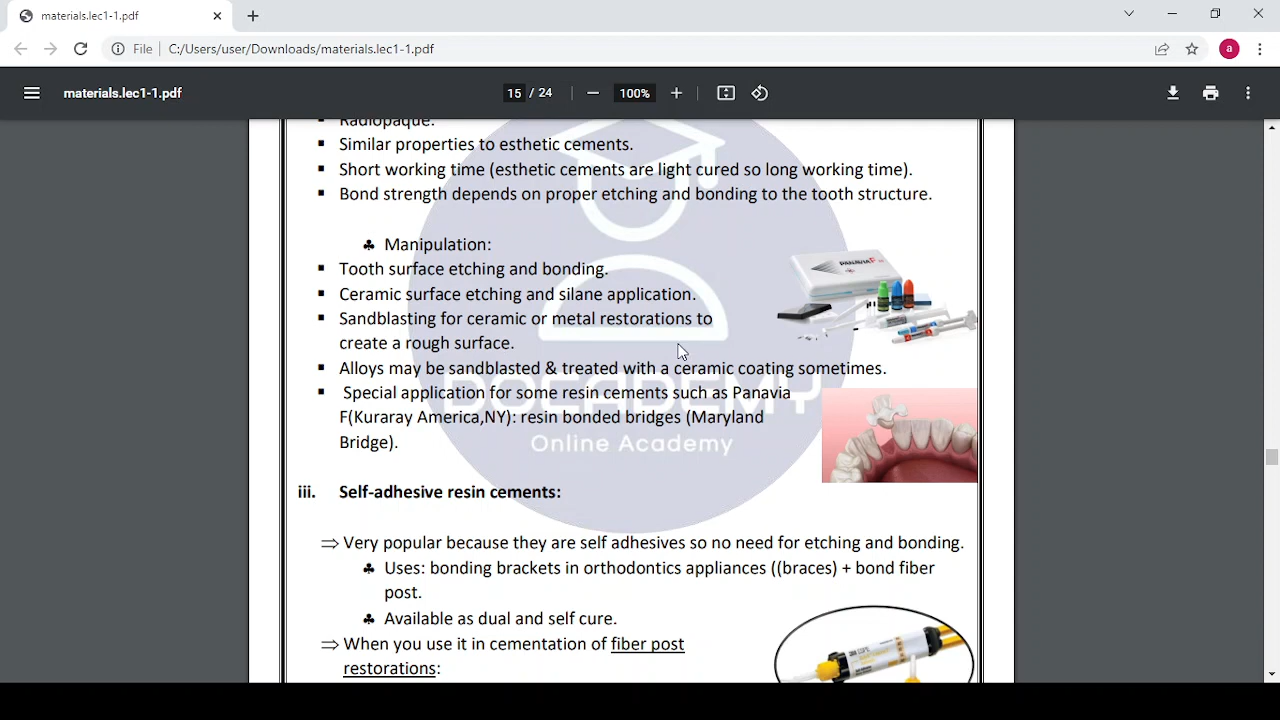 materials.lec1-1.pdf
File
C:/Users/user/Downloads/materials.lec1-1.pdf
a
materials.lec1-1.pdf
15 / 24
100%
Radiopaque.
▪ Similar properties to esthetic cements.
▪ Short working time (esthetic cements are light cured so long working time).
▪ Bond strength depends on proper etching and bonding to the tooth structure.
♣ Manipulation:
▪ Tooth surface etching and bonding.
▪ Ceramic surface etching and silane application.
▪ Sandblasting for ceramic or metal restorations to
create a rough surface.
▪ Alloys may be sandblasted & treated with a ceramic coating sometimes.
▪ Special application for some resin cements such as Panavia
F(Kuraray America,NY): resin bonded bridges (Maryland
Bridge).
PANAVIA F
DOCADEMY
Online Academy
iii. Self-adhesive resin cements:
⇒ Very popular because they are self adhesives so no need for etching and bonding.
♣ Uses: bonding brackets in orthodontics appliances ((braces) + bond fiber
post.
♣ Available as dual and self cure.
⇒ When you use it in cementation of fiber post
restorations:
3M ESPE